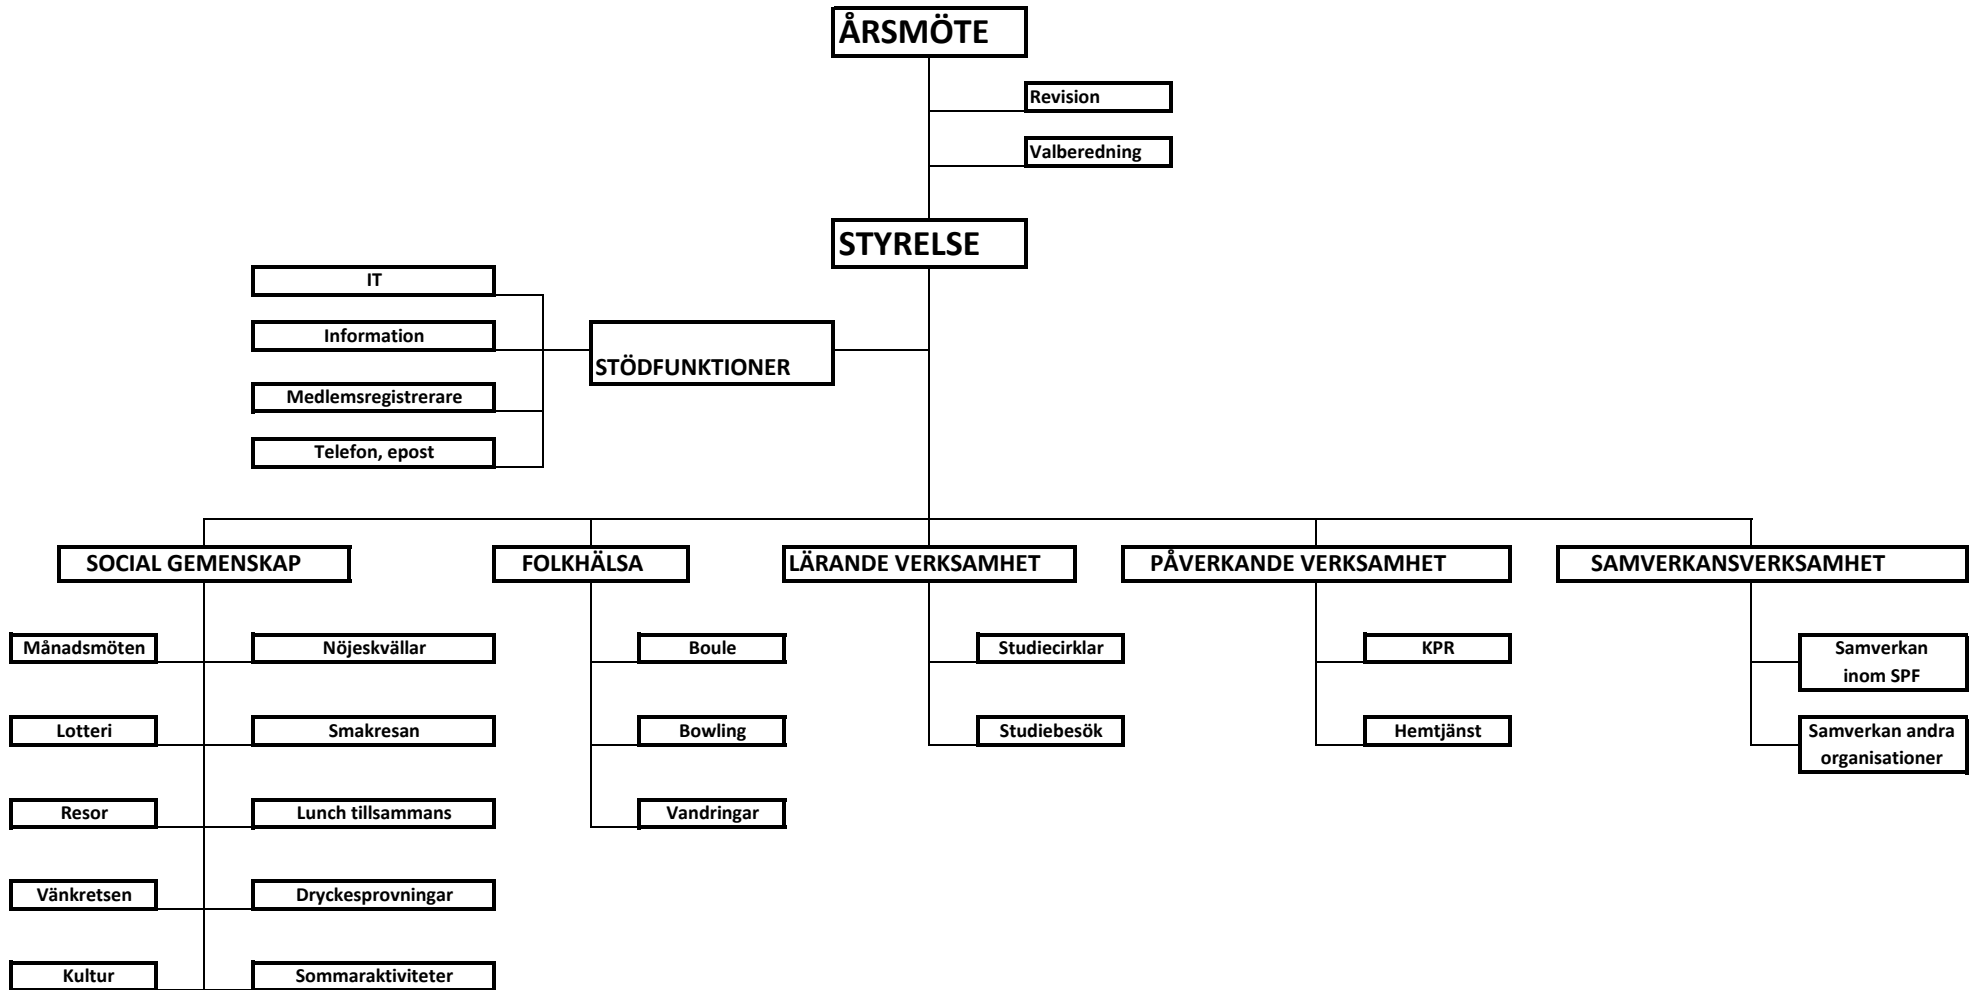 ÅRSMÖTE
Revision
Valberedning
STYRELSE
IT
Information
STÖDFUNKTIONER
Medlemsregistrerare
Telefon, epost
SOCIAL GEMENSKAP
FOLKHÄLSA
LÄRANDE VERKSAMHET
PÅVERKANDE VERKSAMHET
SAMVERKANSVERKSAMHET
Månadsmöten
Nöjeskvällar
Boule
Studiecirklar
KPR
Samverkan
inom SPF
Lotteri
Smakresan
Bowling
Studiebesök
Hemtjänst
Samverkan andra
organisationer
Resor
Lunch tillsammans
Vandringar
Vänkretsen
Dryckesprovningar
Kultur
Sommaraktiviteter